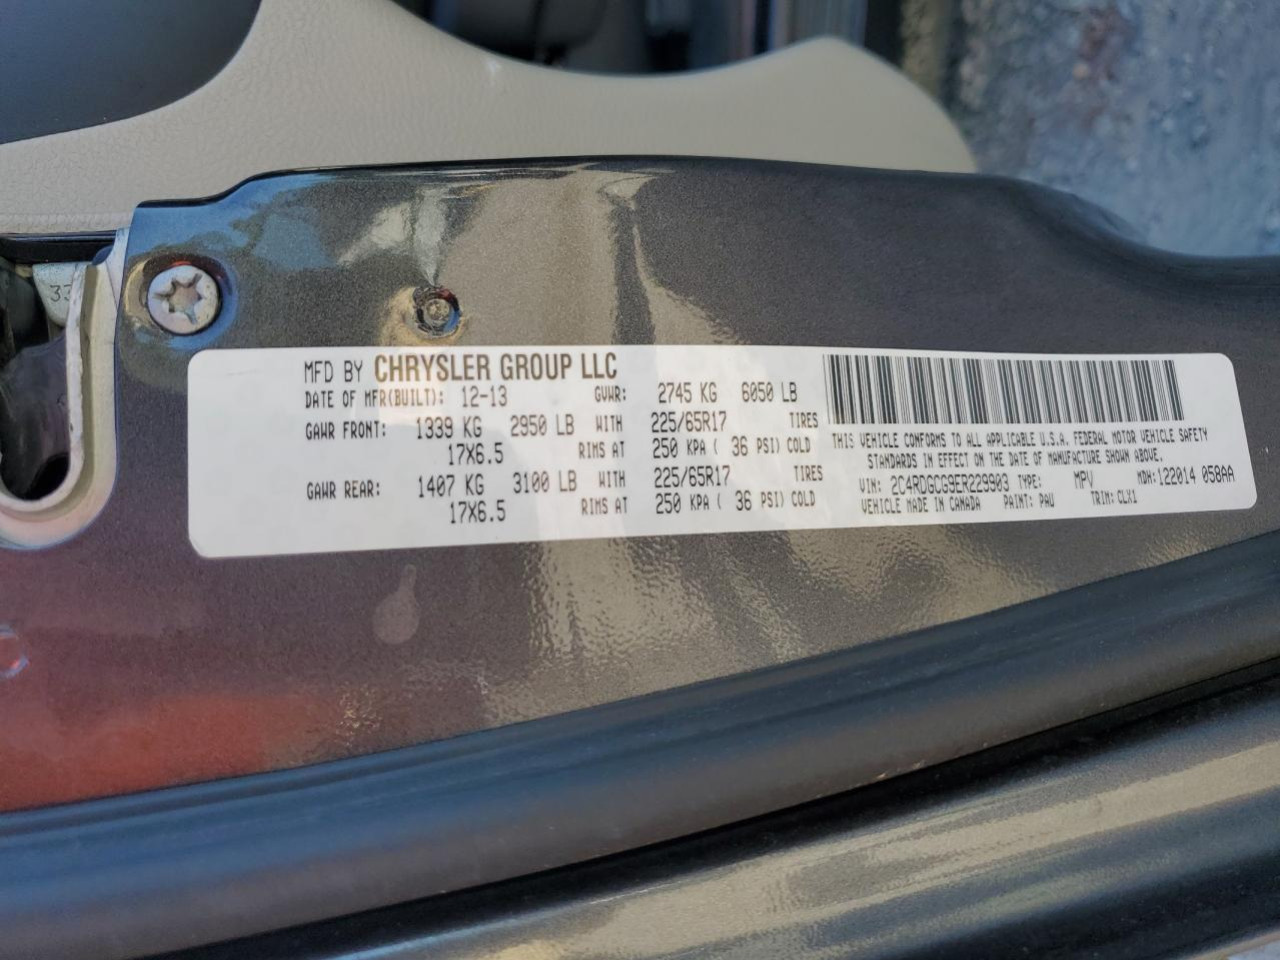 33
MFD BY CHRYSLER GROUP LLC
DATE OF MFR(BUILT): 12-13 GVWR: 2745 KG 6050 LB
GAWR FRONT: 1339 KG 2950 LB WITH 225/65R17 TIRES
17X6.5 RIMS AT 250 KPA ( 36 PSI) COLD
GAWR REAR: 1407 KG 3100 LB WITH 225/65R17 TIRES
17X6.5 RIMS AT 250 KPA ( 36 PSI) COLD
THIS VEHICLE CONFORMS TO ALL APPLICABLE U.S.A. FEDERAL MOTOR VEHICLE SAFETY
STANDARDS IN EFFECT ON THE DATE OF MANUFACTURE SHOWN ABOVE.
VIN: 2C4RDGCG9ER229903 TYPE: MPV MDH:122014 058AA
VEHICLE MADE IN CANADA PAINT: PAU TRIM: CLX1